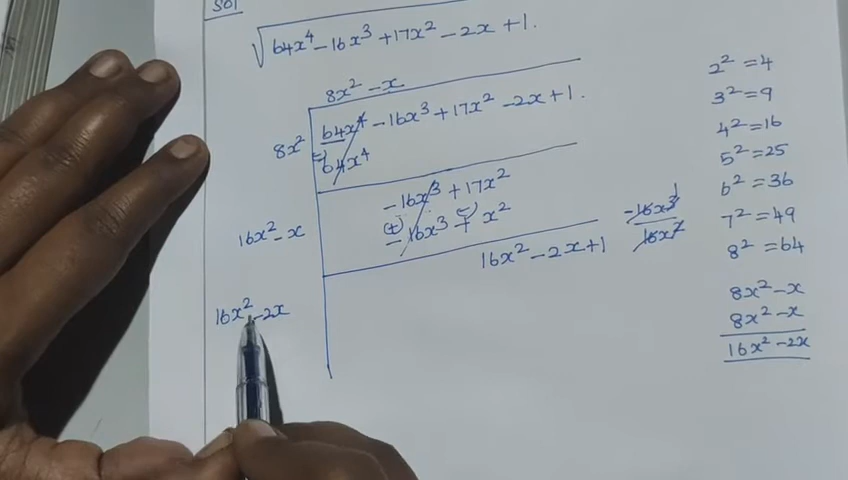 Sol
√64x⁴ - 16x³ + 17x² - 2x + 1.
8x² - x
8x² 64x⁴ - 16x³ + 17x² - 2x + 1.
(-) 64x⁴
- 16x³ + 17x²
(+) (-)
16x² - x - 16x³ + x²
16x² - 2x + 1
16x² - 2x
-16x³
16x²
2² = 4
3² = 9
4² = 16
5² = 25
6² = 36
7² = 49
8² = 64
8x² - x
8x² - x
16x² - 2x